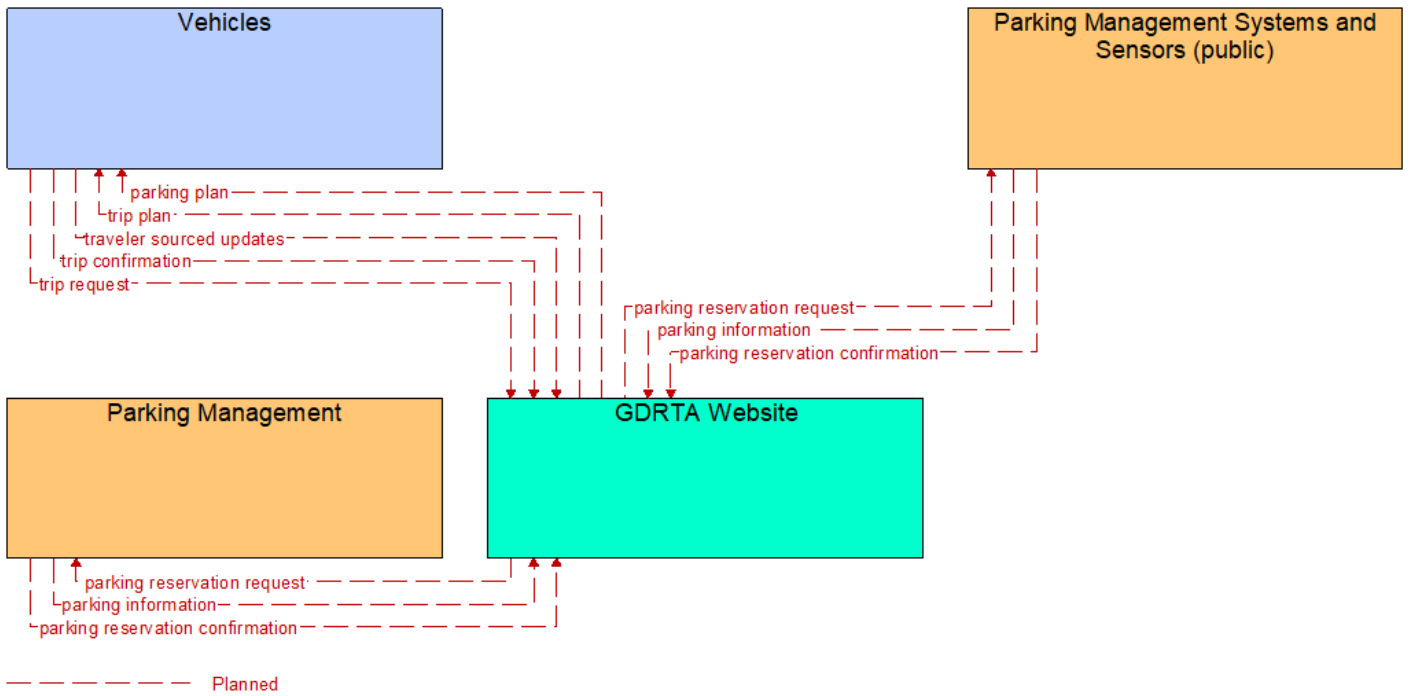 Vehicles
Parking Management Systems and
Sensors (public)
parking plan
trip plan
traveler sourced updates
trip confirmation
trip request
parking reservation request
parking information
parking reservation confirmation
Parking Management
GDRTA Website
parking reservation request
parking information
parking reservation confirmation
Planned